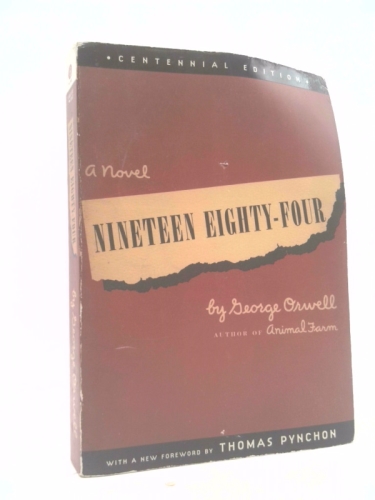 • CENTENNIAL EDITION •
a Novel
NINETEEN EIGHTY-FOUR
by George Orwell
AUTHOR OF Animal Farm
WITH A NEW FOREWORD BY THOMAS PYNCHON